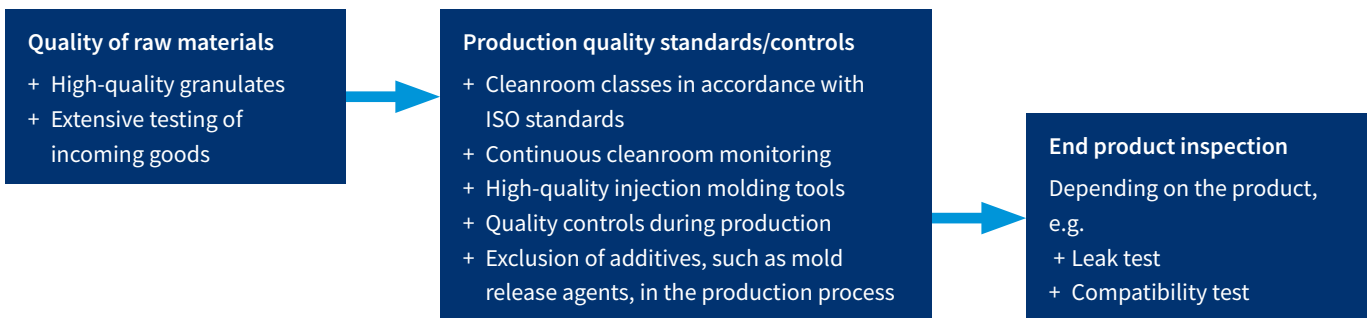 Quality of raw materials
+ High-quality granulates
+ Extensive testing of
incoming goods
Production quality standards/controls
+ Cleanroom classes in accordance with
ISO standards
+ Continuous cleanroom monitoring
+ High-quality injection molding tools
+ Quality controls during production
+ Exclusion of additives, such as mold
release agents, in the production process
End product inspection
Depending on the product,
e.g.
+ Leak test
+ Compatibility test